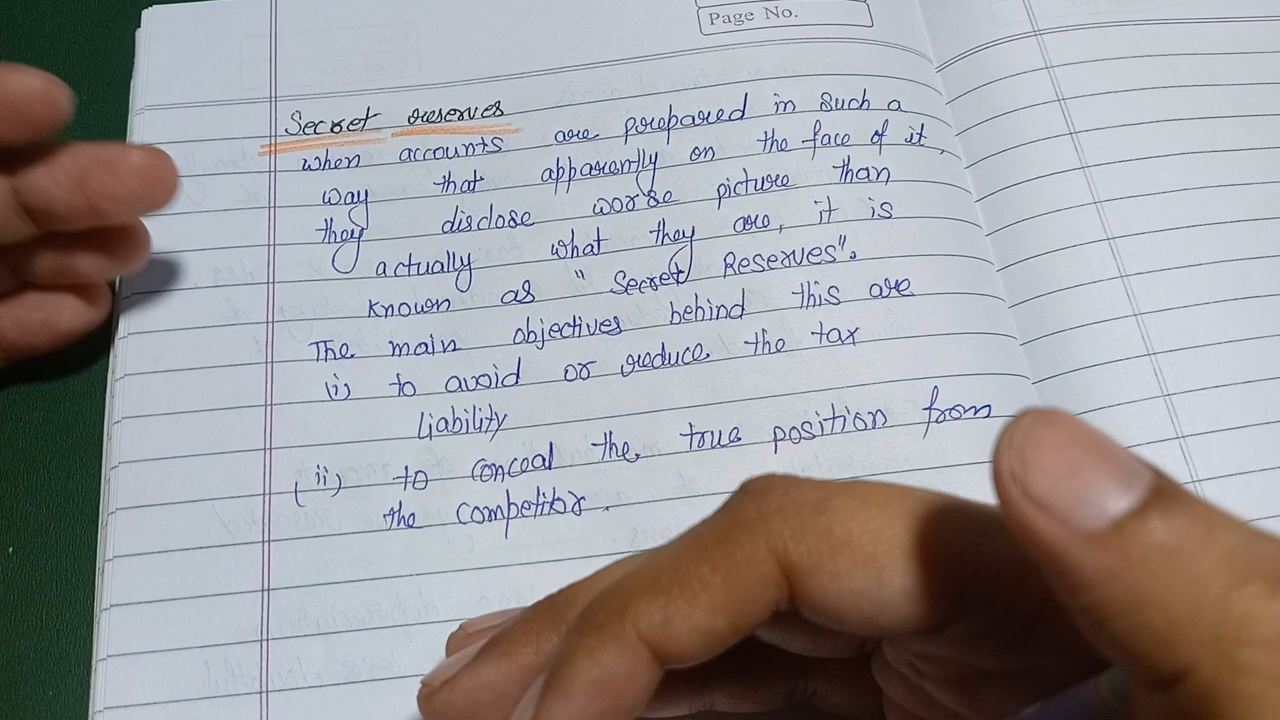 Page No.
Secret reserves
When accounts are prepared in such a
way that apparently on the face of it,
they disclose worse picture than
actually what they are, it is
known as "Secret Reserves".
The main objectives behind this are
(i) to avoid or reduce the tax
liability
(ii) to conceal the true position from
the competitor.